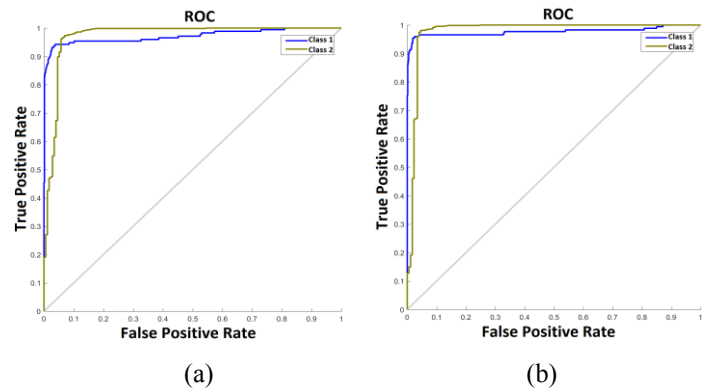 ROC
Class 1
Class 2
True Positive Rate
1
0.9
0.8
0.7
0.6
0.5
0.4
0.3
0.2
0.1
0
0 0.1 0.2 0.3 0.4 0.5 0.6 0.7 0.8 0.9 1
False Positive Rate
(a)
ROC
Class 1
Class 2
True Positive Rate
1
0.9
0.8
0.7
0.6
0.5
0.4
0.3
0.2
0.1
0
0 0.1 0.2 0.3 0.4 0.5 0.6 0.7 0.8 0.9 1
False Positive Rate
(b)